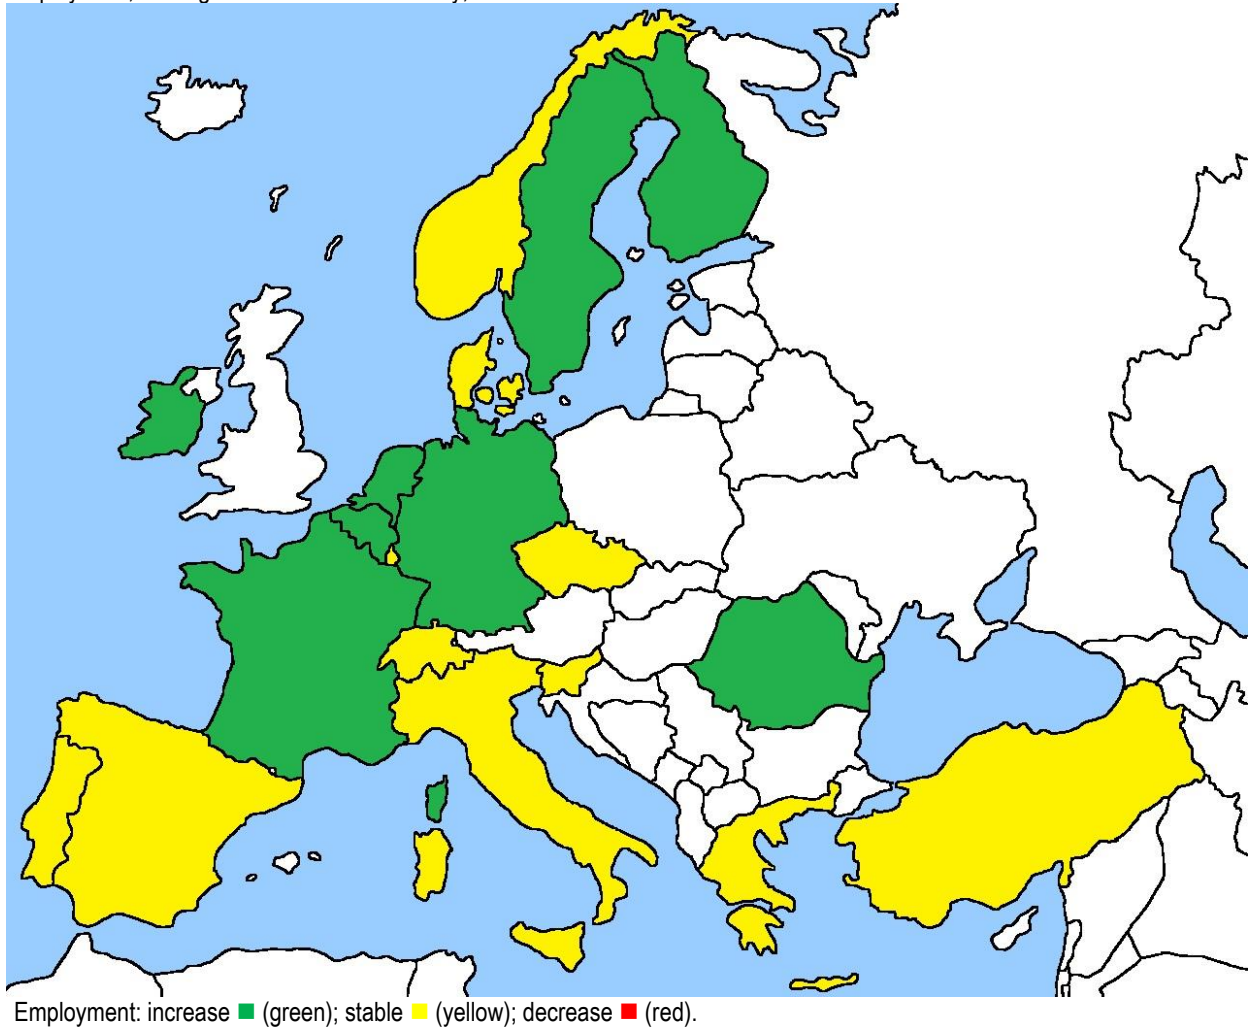 Employment: increase ■ (green); stable ■ (yellow); decrease ■ (red).